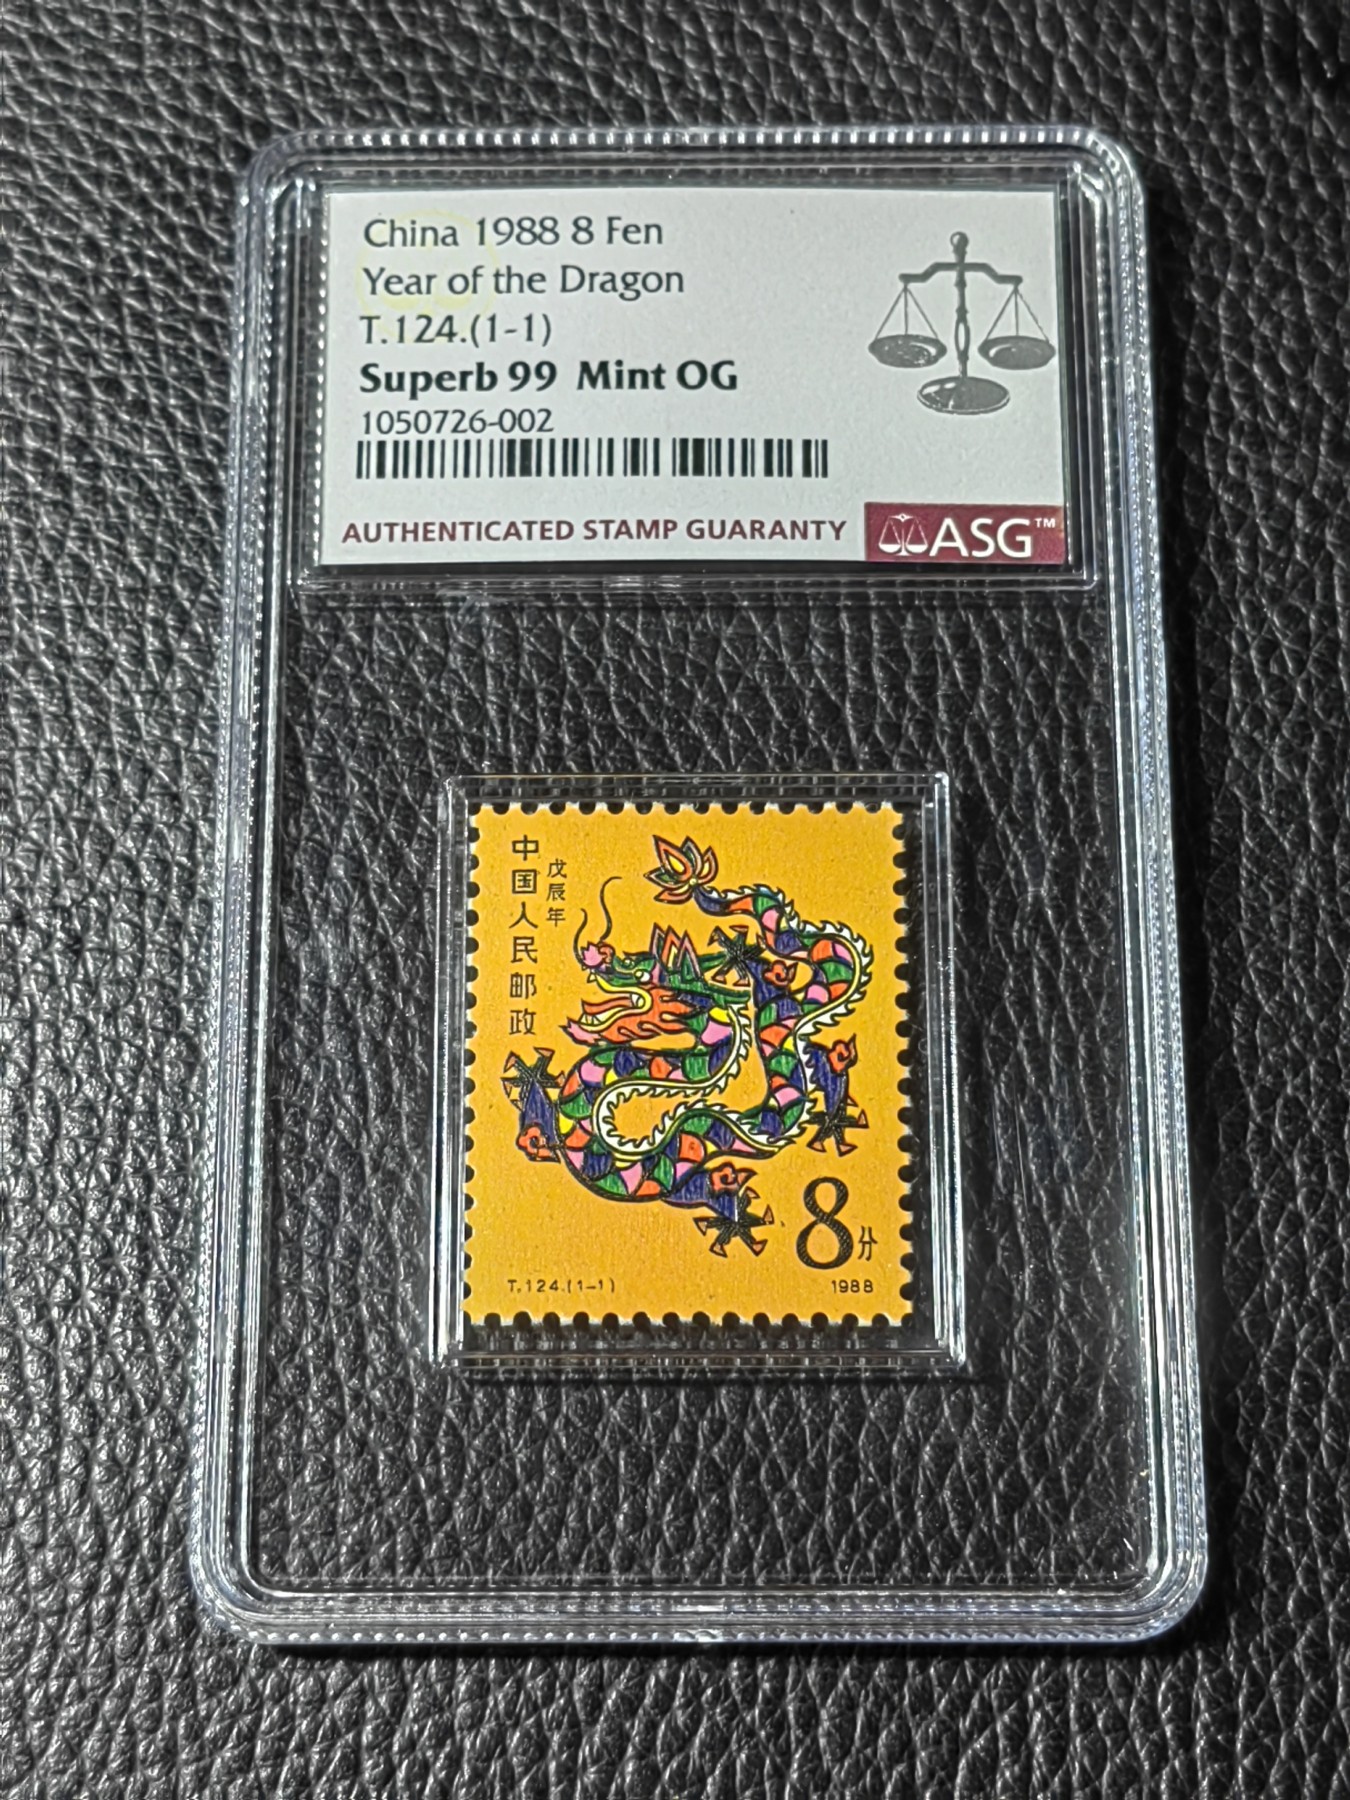 China 1988 8 Fen
Year of the Dragon
T.124.(1-1)
Superb 99 Mint OG
1050726-002
AUTHENTICATED STAMP GUARANTY
ASG™
中国人民邮政
戊辰年
8分
T.124.(1-1)
1988